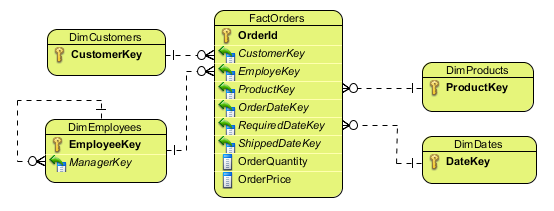 FactOrders
OrderId
CustomerKey
EmployeKey
ProductKey
OrderDateKey
RequiredDateKey
ShippedDateKey
OrderQuantity
OrderPrice
DimCustomers
CustomerKey
DimEmployees
EmployeeKey
ManagerKey
DimProducts
ProductKey
DimDates
DateKey